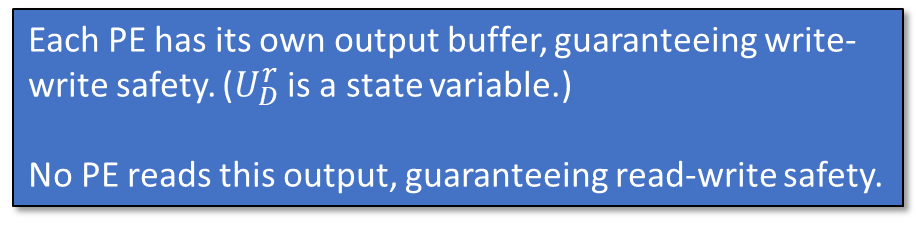 Each PE has its own output buffer, guaranteeing write-
write safety. ($U_D^r$ is a state variable.)
No PE reads this output, guaranteeing read-write safety.